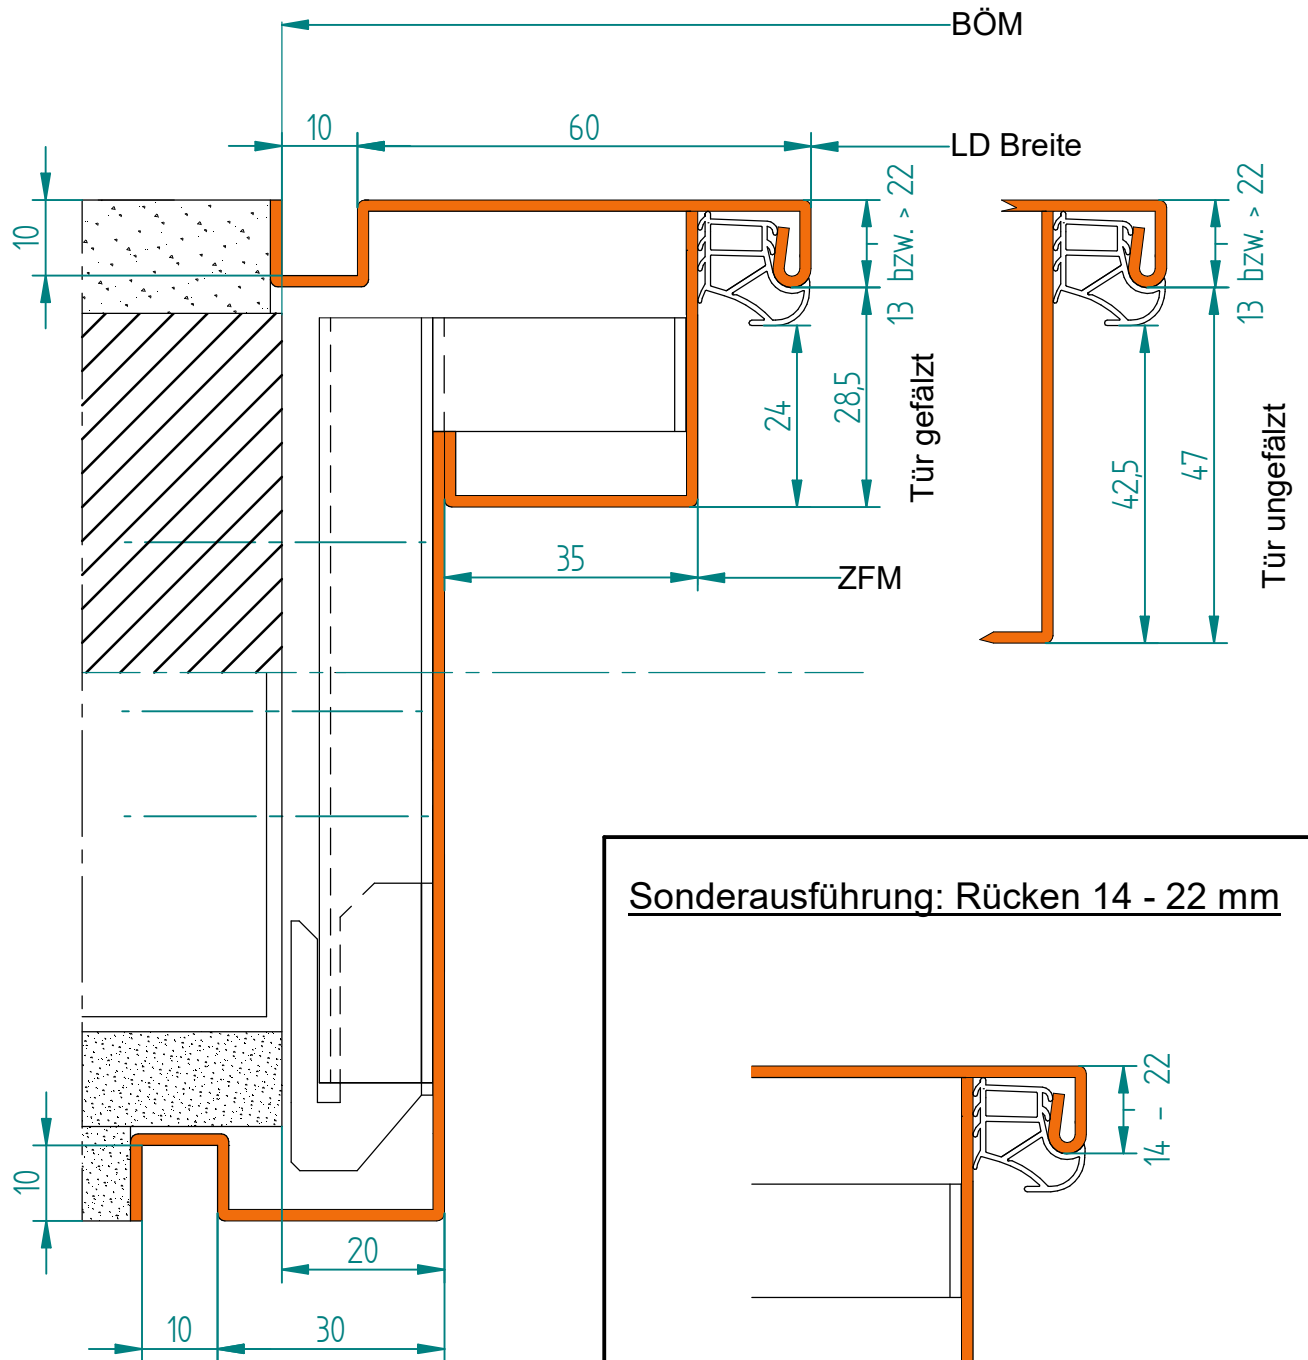 BÖM
10
60
LD Breite
10
13 bzw. > 22
13 bzw. > 22
24
28,5
Tür gefälzt
42,5
47
Tür ungefälzt
35
ZFM
Sonderausführung: Rücken 14 - 22 mm
14 - 22
10
20
10
30